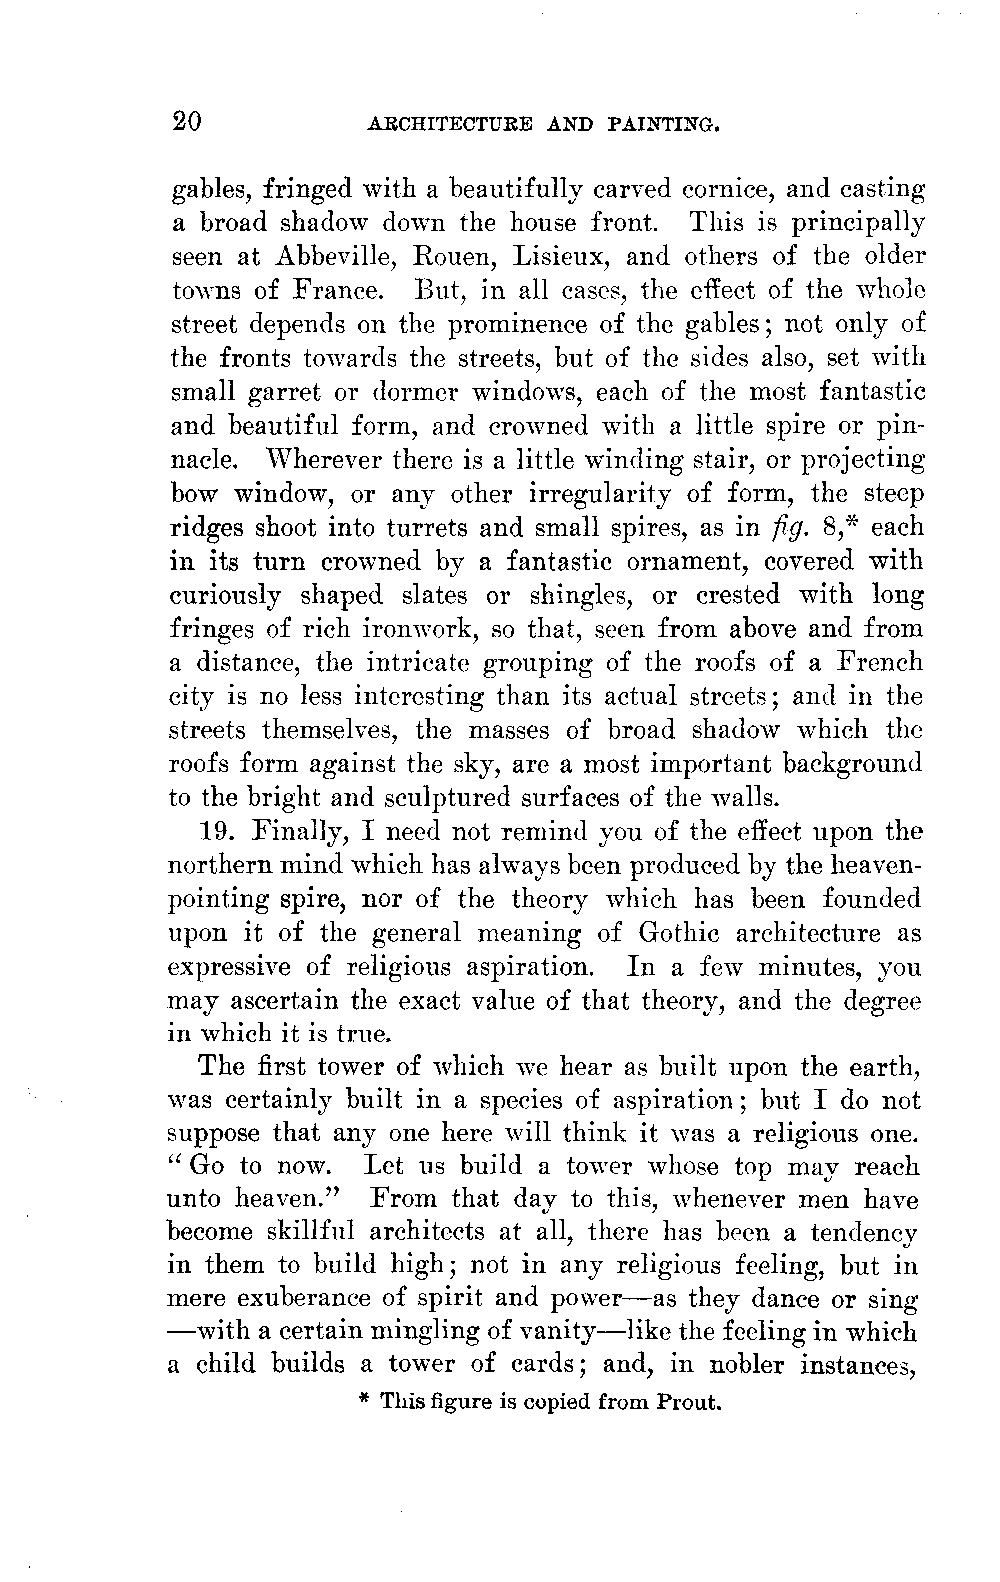 20 ARCHITECTURE AND PAINTING.
gables, fringed with a beautifully carved cornice, and casting
a broad shadow down the house front. This is principally
seen at Abbeville, Rouen, Lisieux, and others of the older
towns of France. But, in all cases, the effect of the whole
street depends on the prominence of the gables; not only of
the fronts towards the streets, but of the sides also, set with
small garret or dormer windows, each of the most fantastic
and beautiful form, and crowned with a little spire or pin-
nacle. Wherever there is a little winding stair, or projecting
bow window, or any other irregularity of form, the steep
ridges shoot into turrets and small spires, as in fig. 8,* each
in its turn crowned by a fantastic ornament, covered with
curiously shaped slates or shingles, or crested with long
fringes of rich ironwork, so that, seen from above and from
a distance, the intricate grouping of the roofs of a French
city is no less interesting than its actual streets; and in the
streets themselves, the masses of broad shadow which the
roofs form against the sky, are a most important background
to the bright and sculptured surfaces of the walls.
19. Finally, I need not remind you of the effect upon the
northern mind which has always been produced by the heaven-
pointing spire, nor of the theory which has been founded
upon it of the general meaning of Gothic architecture as
expressive of religious aspiration. In a few minutes, you
may ascertain the exact value of that theory, and the degree
in which it is true.
The first tower of which we hear as built upon the earth,
was certainly built in a species of aspiration; but I do not
suppose that any one here will think it was a religious one.
“Go to now. Let us build a tower whose top may reach
unto heaven.” From that day to this, whenever men have
become skillful architects at all, there has been a tendency
in them to build high; not in any religious feeling, but in
mere exuberance of spirit and power—as they dance or sing
—with a certain mingling of vanity—like the feeling in which
a child builds a tower of cards; and, in nobler instances,
* This figure is copied from Prout.